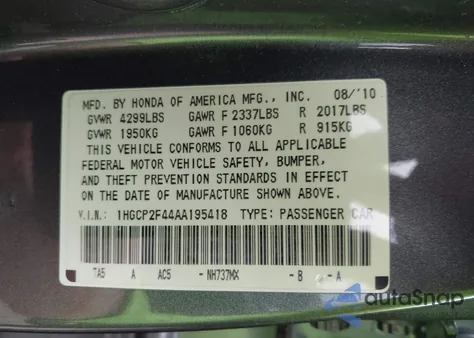 MFD. BY HONDA OF AMERICA MFG., INC. 08/'10
GVWR 4299LBS GAWR F 2337LBS R 2017LBS
GVWR 1950KG GAWR F 1060KG R 915KG
THIS VEHICLE CONFORMS TO ALL APPLICABLE
FEDERAL MOTOR VEHICLE SAFETY, BUMPER,
AND THEFT PREVENTION STANDARDS IN EFFECT
ON THE DATE OF MANUFACTURE SHOWN ABOVE.
V.I.N.: 1HGCP2F44AA195418 TYPE: PASSENGER CAR
TA5 A AC5 - NH737MX - B - A
autoSnap